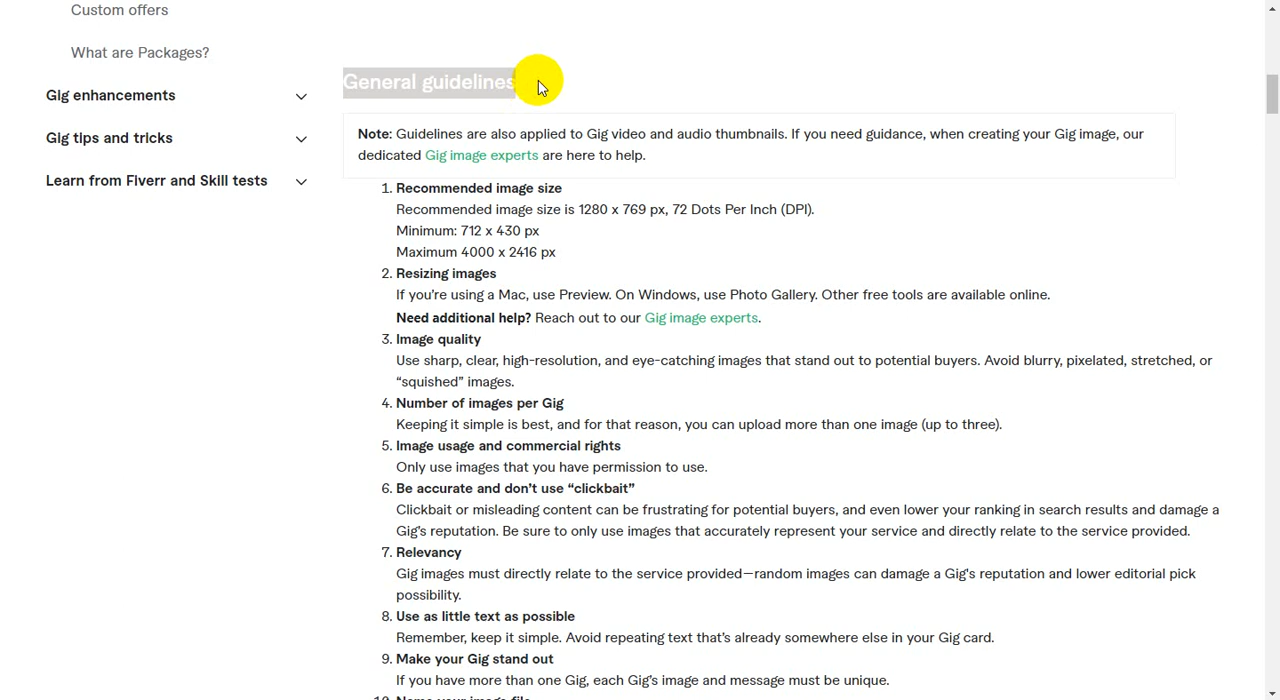 Custom offers
What are Packages?
Gig enhancements
Gig tips and tricks
Learn from Fiverr and Skill tests
General guidelines
Note: Guidelines are also applied to Gig video and audio thumbnails. If you need guidance, when creating your Gig image, our
dedicated Gig image experts are here to help.
1. Recommended image size
Recommended image size is 1280 x 769 px, 72 Dots Per Inch (DPI).
Minimum: 712 x 430 px
Maximum 4000 x 2416 px
2. Resizing images
If you're using a Mac, use Preview. On Windows, use Photo Gallery. Other free tools are available online.
Need additional help? Reach out to our Gig image experts.
3. Image quality
Use sharp, clear, high-resolution, and eye-catching images that stand out to potential buyers. Avoid blurry, pixelated, stretched, or
“squished” images.
4. Number of images per Gig
Keeping it simple is best, and for that reason, you can upload more than one image (up to three).
5. Image usage and commercial rights
Only use images that you have permission to use.
6. Be accurate and don’t use “clickbait”
Clickbait or misleading content can be frustrating for potential buyers, and even lower your ranking in search results and damage a
Gig’s reputation. Be sure to only use images that accurately represent your service and directly relate to the service provided.
7. Relevancy
Gig images must directly relate to the service provided—random images can damage a Gig's reputation and lower editorial pick
possibility.
8. Use as little text as possible
Remember, keep it simple. Avoid repeating text that’s already somewhere else in your Gig card.
9. Make your Gig stand out
If you have more than one Gig, each Gig’s image and message must be unique.
10. Name your image file